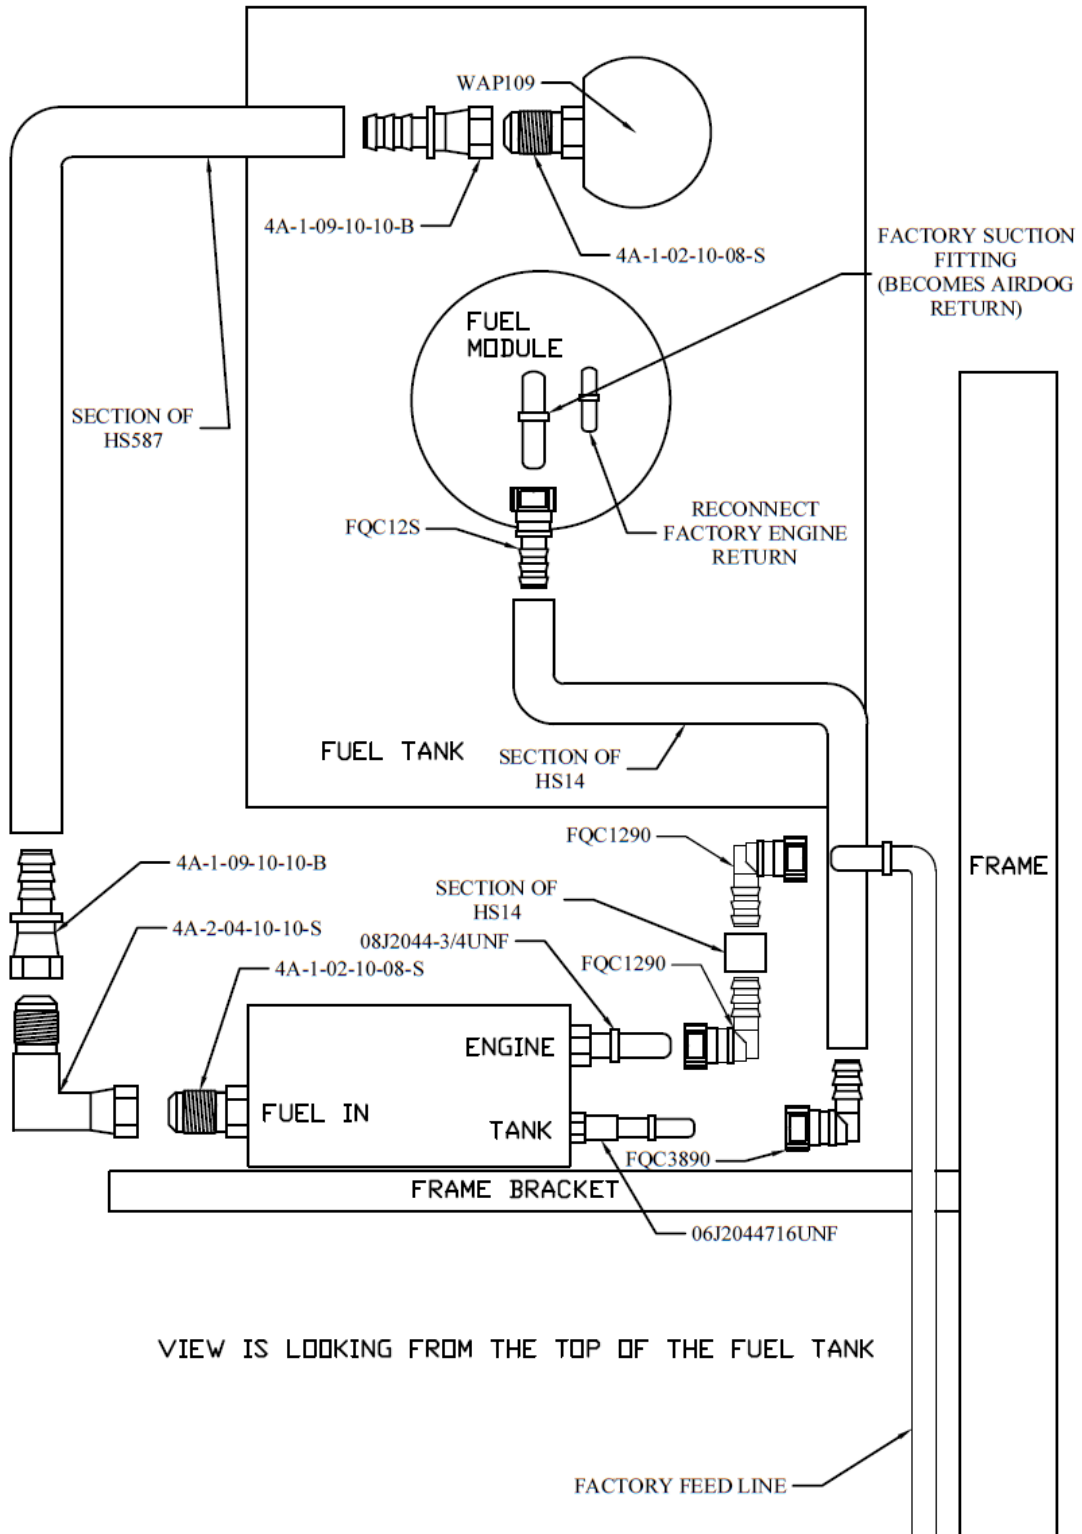 WAP109
4A-1-09-10-10-B
4A-1-02-10-08-S
FACTORY SUCTION
FITTING
(BECOMES AIRDOG
RETURN)
FUEL
MODULE
SECTION OF
HS587
FQC12S
RECONNECT
FACTORY ENGINE
RETURN
FUEL TANK
SECTION OF
HS14
FQC1290
FRAME
4A-1-09-10-10-B
SECTION OF
HS14
4A-2-04-10-10-S
08J2044-3/4UNF
4A-1-02-10-08-S
FQC1290
ENGINE
FUEL IN
TANK
FQC3890
FRAME BRACKET
06J2044716UNF
VIEW IS LOOKING FROM THE TOP OF THE FUEL TANK
FACTORY FEED LINE